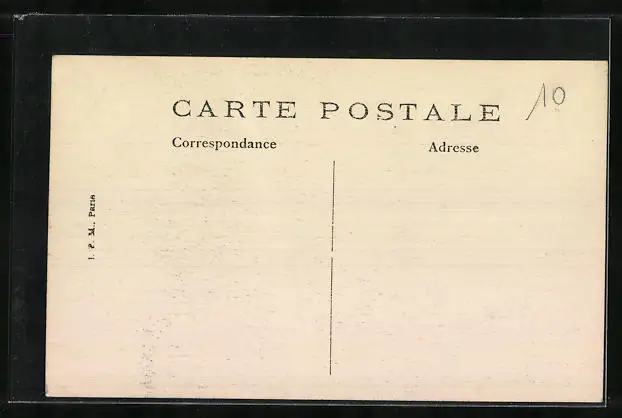 CARTE POSTALE
10
Correspondance
Adresse
I. P. M., Paris